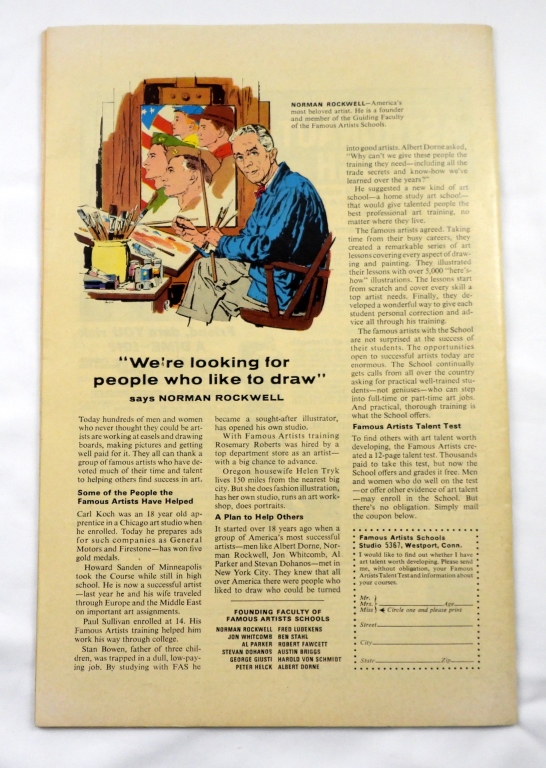 NORMAN ROCKWELL—America's
most beloved artist. He is a founder
and member of the Guiding Faculty
of the Famous Artists Schools.
"We're looking for
people who like to draw"
says NORMAN ROCKWELL
Today hundreds of men and women
who never thought they could be art-
ists are working at easels and drawing
boards, making pictures and getting
well paid for it. They all can thank a
group of famous artists who have de-
voted much of their time and talent
to helping others find success in art.
Some of the People the
Famous Artists Have Helped
Carl Koch was an 18 year old ap-
prentice in a Chicago art studio when
he enrolled. Today he prepares ads
for such companies as General
Motors and Firestone—has won five
gold medals.
Howard Sanden of Minneapolis
took the Course while still in high
school. He is now a successful artist
—last year he and his wife traveled
through Europe and the Middle East
on important art assignments.
Paul Sullivan enrolled at 14. His
Famous Artists training helped him
work his way through college.
Stan Bowen, father of three chil-
dren, was trapped in a dull, low-pay-
ing job. By studying with FAS he
became a sought-after illustrator,
has opened his own studio.
With Famous Artists training
Rosemary Roberts was hired by a
top department store as an artist—
with a big chance to advance.
Oregon housewife Helen Tryk
lives 150 miles from the nearest big
city. But she does fashion illustration,
has her own studio, runs an art work-
shop, does portraits.
A Plan to Help Others
It started over 18 years ago when a
group of America's most successful
artists—men like Albert Dorne, Nor-
man Rockwell, Jon Whitcomb, Al
Parker and Stevan Dohanos—met in
New York City. They knew that all
over America there were people who
liked to draw who could be turned
FOUNDING FACULTY OF
FAMOUS ARTISTS SCHOOLS
NORMAN ROCKWELL FRED LUDEKENS
JON WHITCOMB BEN STAHL
AL PARKER ROBERT FAWCETT
STEVAN DOHANOS AUSTIN BRIGGS
GEORGE GIUSTI HAROLD VON SCHMIDT
PETER HELCK ALBERT DORNE
into good artists. Albert Dorne asked,
"Why can't we give these people the
training they need—including all the
trade secrets and know-how we've
learned over the years?"
He suggested a new kind of art
school—a home study art school—
that would give talented people the
best professional art training, no
matter where they live.
The famous artists agreed. Taking
time from their busy careers, they
created a remarkable series of art
lessons covering every aspect of draw-
ing and painting. They illustrated
their lessons with over 5,000 "here's-
how" illustrations. The lessons start
from scratch and cover every skill a
top artist needs. Finally, they de-
veloped a wonderful way to give each
student personal correction and ad-
vice all through his training.
The famous artists with the School
are not surprised at the success of
their students. The opportunities
open to successful artists today are
enormous. The School continually
gets calls from all over the country
asking for practical well-trained stu-
dents—not geniuses—who can step
into full-time or part-time art jobs.
And practical, thorough training is
what the School offers.
Famous Artists Talent Test
To find others with art talent worth
developing, the Famous Artists cre-
ated a 12-page talent test. Thousands
paid to take this test, but now the
School offers and grades it free. Men
and women who do well on the test
—or offer other evidence of art talent
—may enroll in the School. But
there's no obligation. Simply mail
the coupon below.
Famous Artists Schools
Studio 5367, Westport, Conn.
I would like to find out whether I have
art talent worth developing. Please send
me, without obligation, your Famous
Artists Talent Test and information about
your courses.
Mr.
Mrs. Age
Miss Circle one and please print
Street
City
State Zip